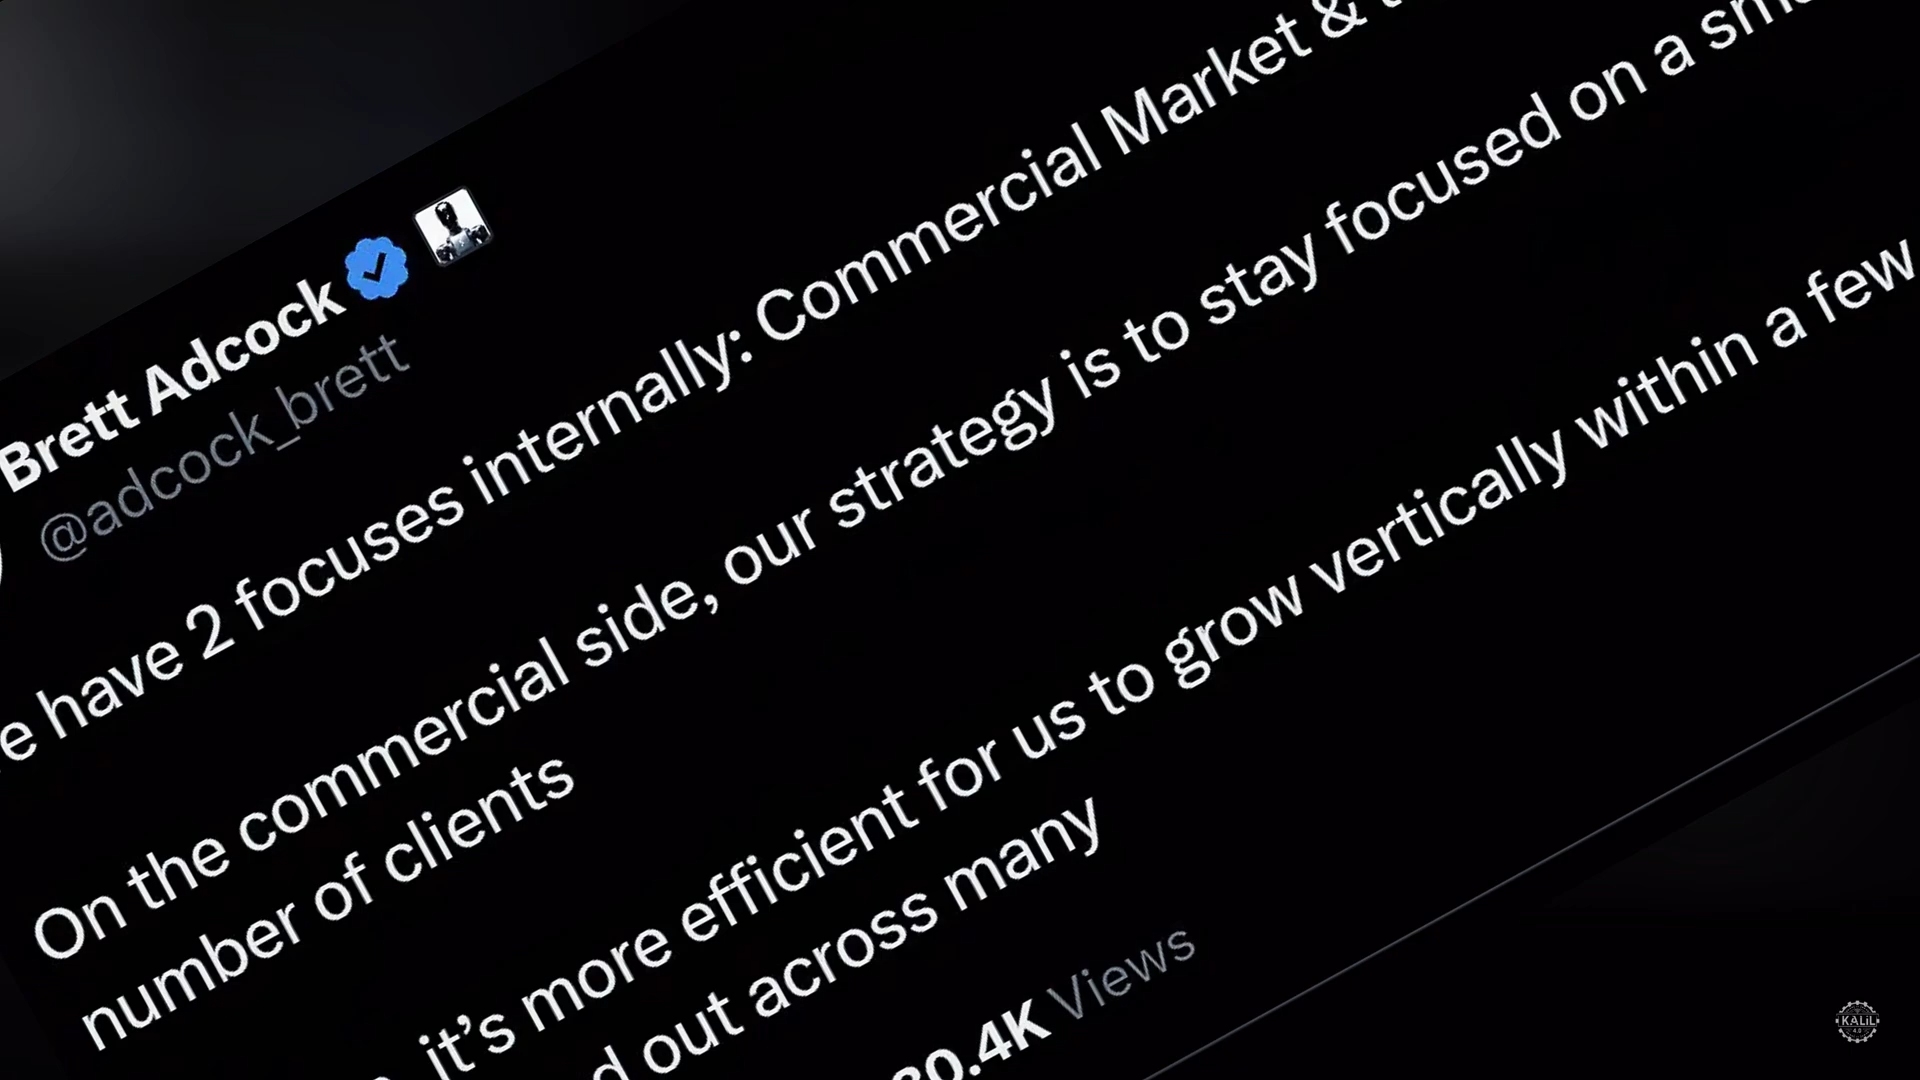 Brett Adcock
@adcock_brett
have 2 focuses internally: Commercial Market &
On the commercial side, our strategy is to stay focused on a
number of clients
it's more efficient for us to grow vertically within a few
out across many
Views
KALIL
4.0